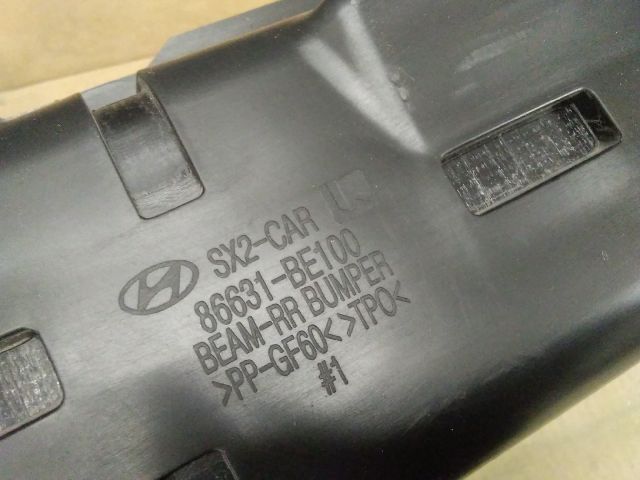 SX2-CAR
86631-BE100
BEAM-RR BUMPER
>PP-GF60<>TPO<
#1